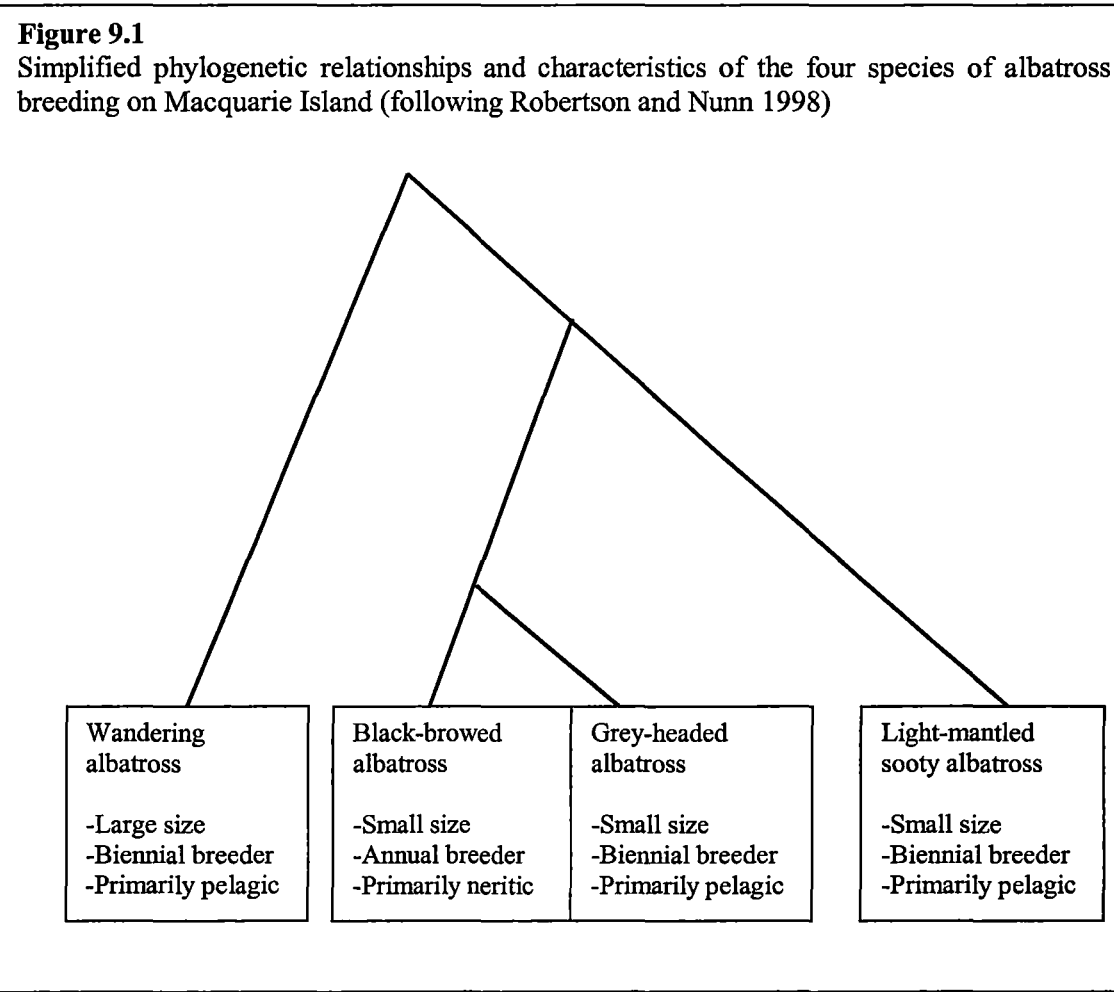 Figure 9.1
Simplified phylogenetic relationships and characteristics of the four species of albatross
breeding on Macquarie Island (following Robertson and Nunn 1998)
Wandering
albatross
-Large size
-Biennial breeder
-Primarily pelagic
Black-browed
albatross
-Small size
-Annual breeder
-Primarily neritic
Grey-headed
albatross
-Small size
-Biennial breeder
-Primarily pelagic
Light-mantled
sooty albatross
-Small size
-Biennial breeder
-Primarily pelagic